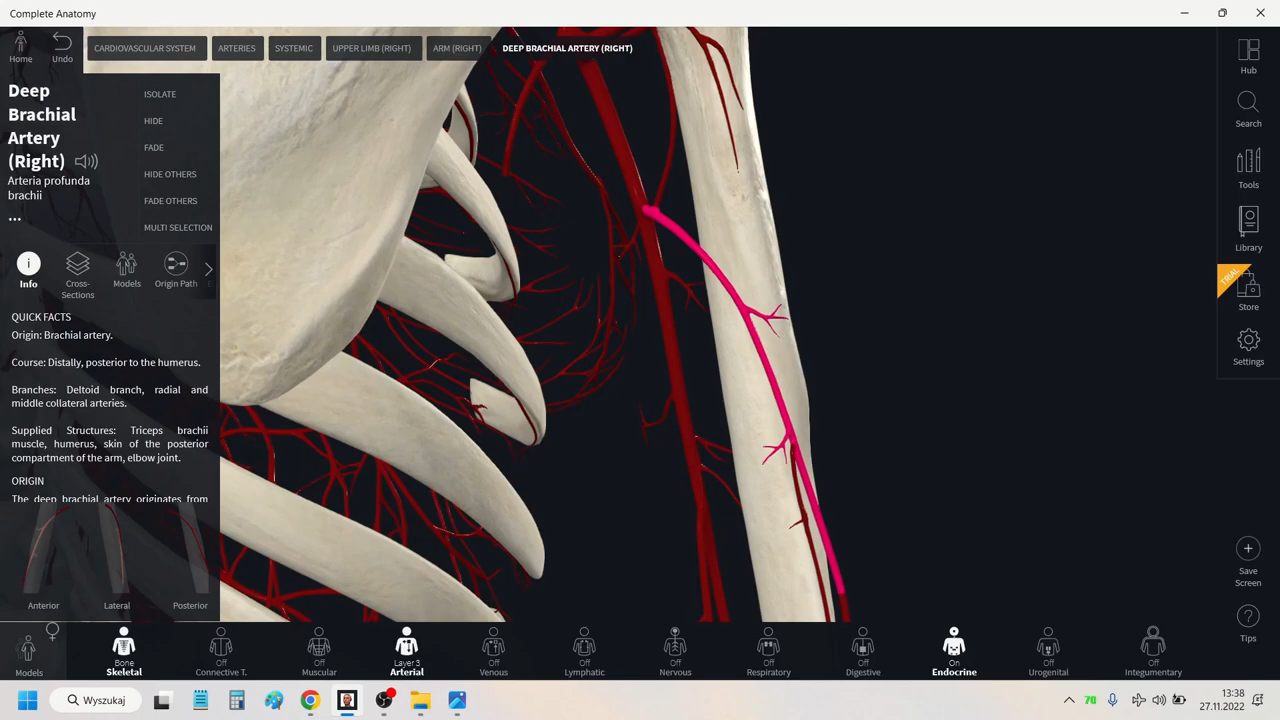 Complete Anatomy
Home
Undo
CARDIOVASCULAR SYSTEM
ARTERIES
SYSTEMIC
UPPER LIMB (RIGHT)
ARM (RIGHT)
DEEP BRACHIAL ARTERY (RIGHT)
Deep
Brachial
Artery
(Right)
Arteria profunda
brachii
...
ISOLATE
HIDE
FADE
HIDE OTHERS
FADE OTHERS
MULTI SELECTION
Info
Cross-
Sections
Models
Origin Path
QUICK FACTS
Origin: Brachial artery.
Course: Distally, posterior to the humerus.
Branches: Deltoid branch, radial and
middle collateral arteries.
Supplied Structures: Triceps brachii
muscle, humerus, skin of the posterior
compartment of the arm, elbow joint.
ORIGIN
The deep brachial artery originates from
Anterior
Lateral
Posterior
Hub
Search
Tools
Library
TRIAL
Store
Settings
Save
Screen
Tips
Models
Bone
Skeletal
Off
Connective T.
Off
Muscular
Layer 3
Arterial
Off
Venous
Off
Lymphatic
Off
Nervous
Off
Respiratory
Off
Digestive
On
Endocrine
Off
Urogenital
Off
Integumentary
Wyszukaj
70
13:38
27.11.2022